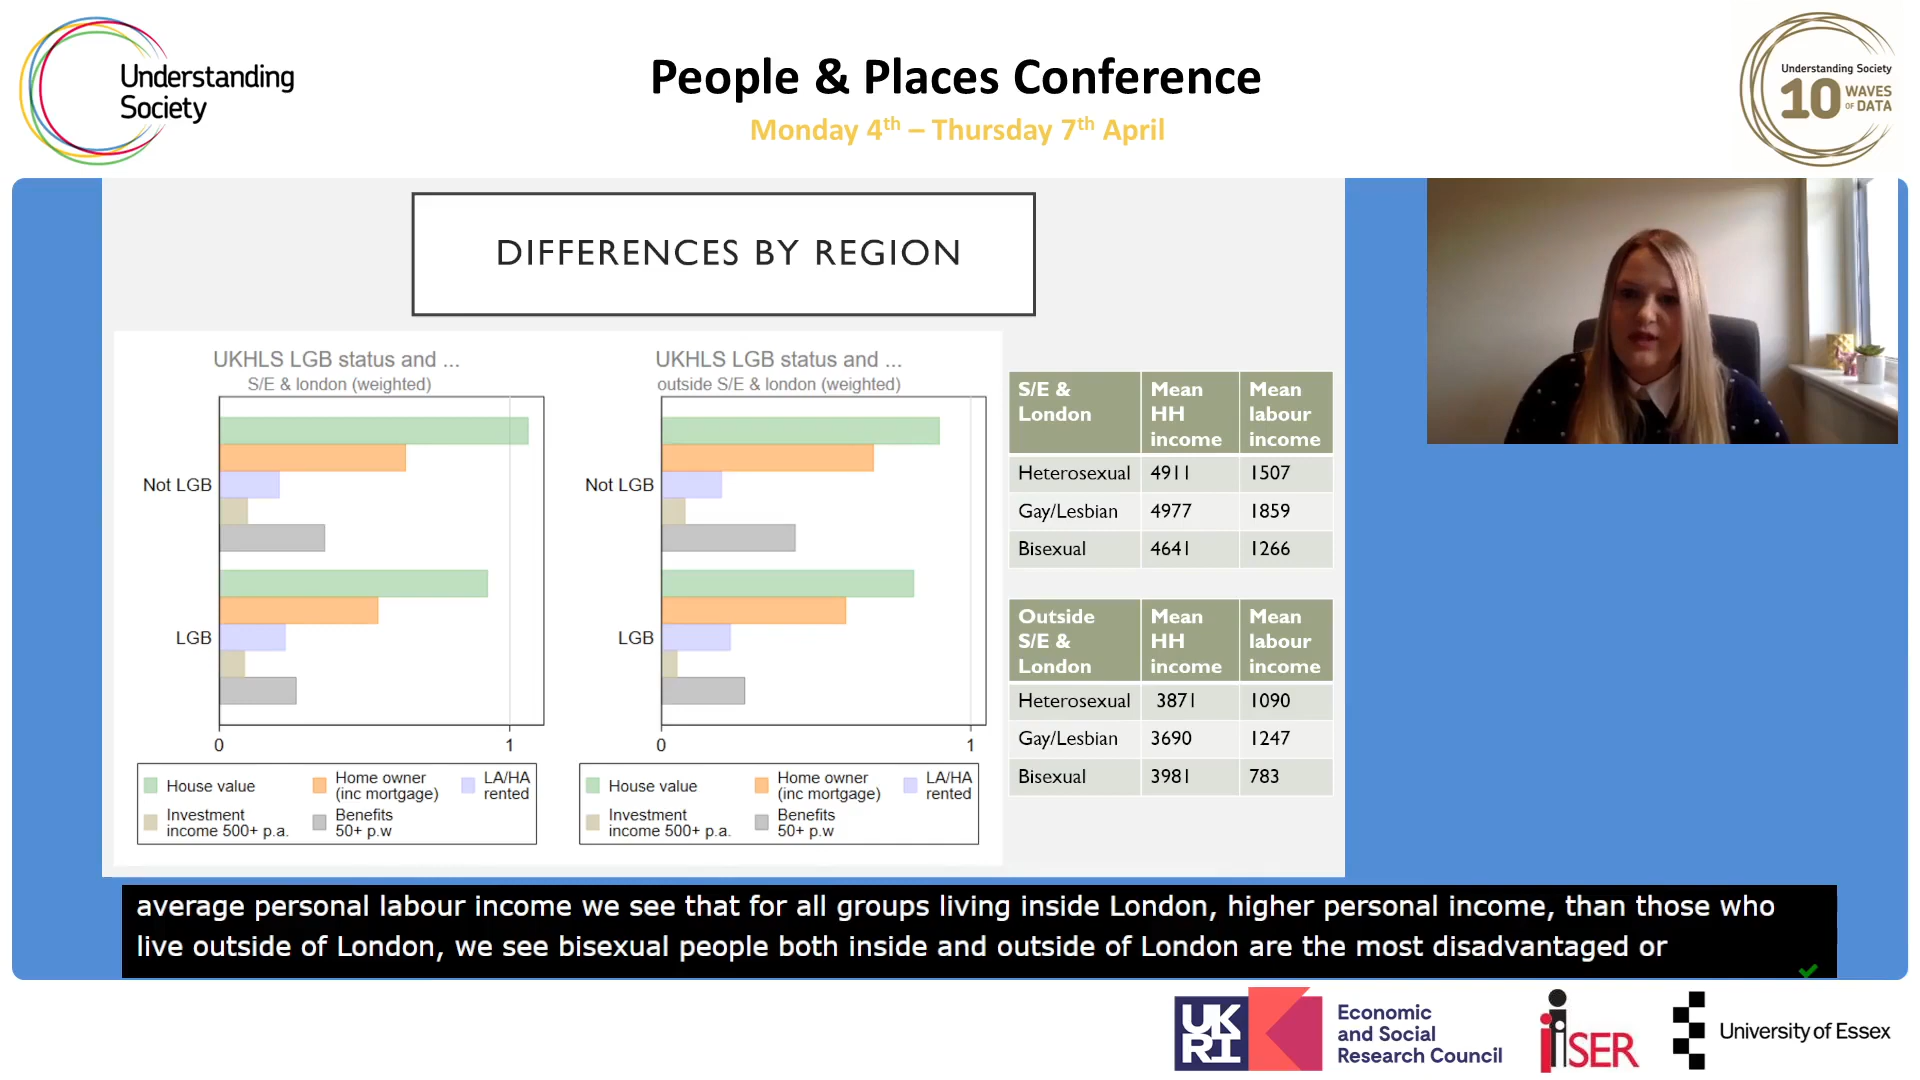 Understanding
Society
People & Places Conference
Monday 4th – Thursday 7th April
Understanding Society
10 WAVES
OF DATA
DIFFERENCES BY REGION
UKHLS LGB status and ...
S/E & london (weighted)
Not LGB
LGB
0 1
House value
Home owner
(inc mortgage)
LA/HA
rented
Investment
income 500+ p.a.
Benefits
50+ p.w
UKHLS LGB status and ...
outside S/E & london (weighted)
Not LGB
LGB
0 1
House value
Home owner
(inc mortgage)
LA/HA
rented
Investment
income 500+ p.a.
Benefits
50+ p.w
S/E &
London
Mean
HH
income
Mean
labour
income
Heterosexual 4911 1507
Gay/Lesbian 4977 1859
Bisexual 4641 1266
Outside
S/E &
London
Mean
HH
income
Mean
labour
income
Heterosexual 3871 1090
Gay/Lesbian 3690 1247
Bisexual 3981 783
average personal labour income we see that for all groups living inside London, higher personal income, than those who
live outside of London, we see bisexual people both inside and outside of London are the most disadvantaged or
UK
RI
Economic
and Social
Research Council
iSER
University of Essex